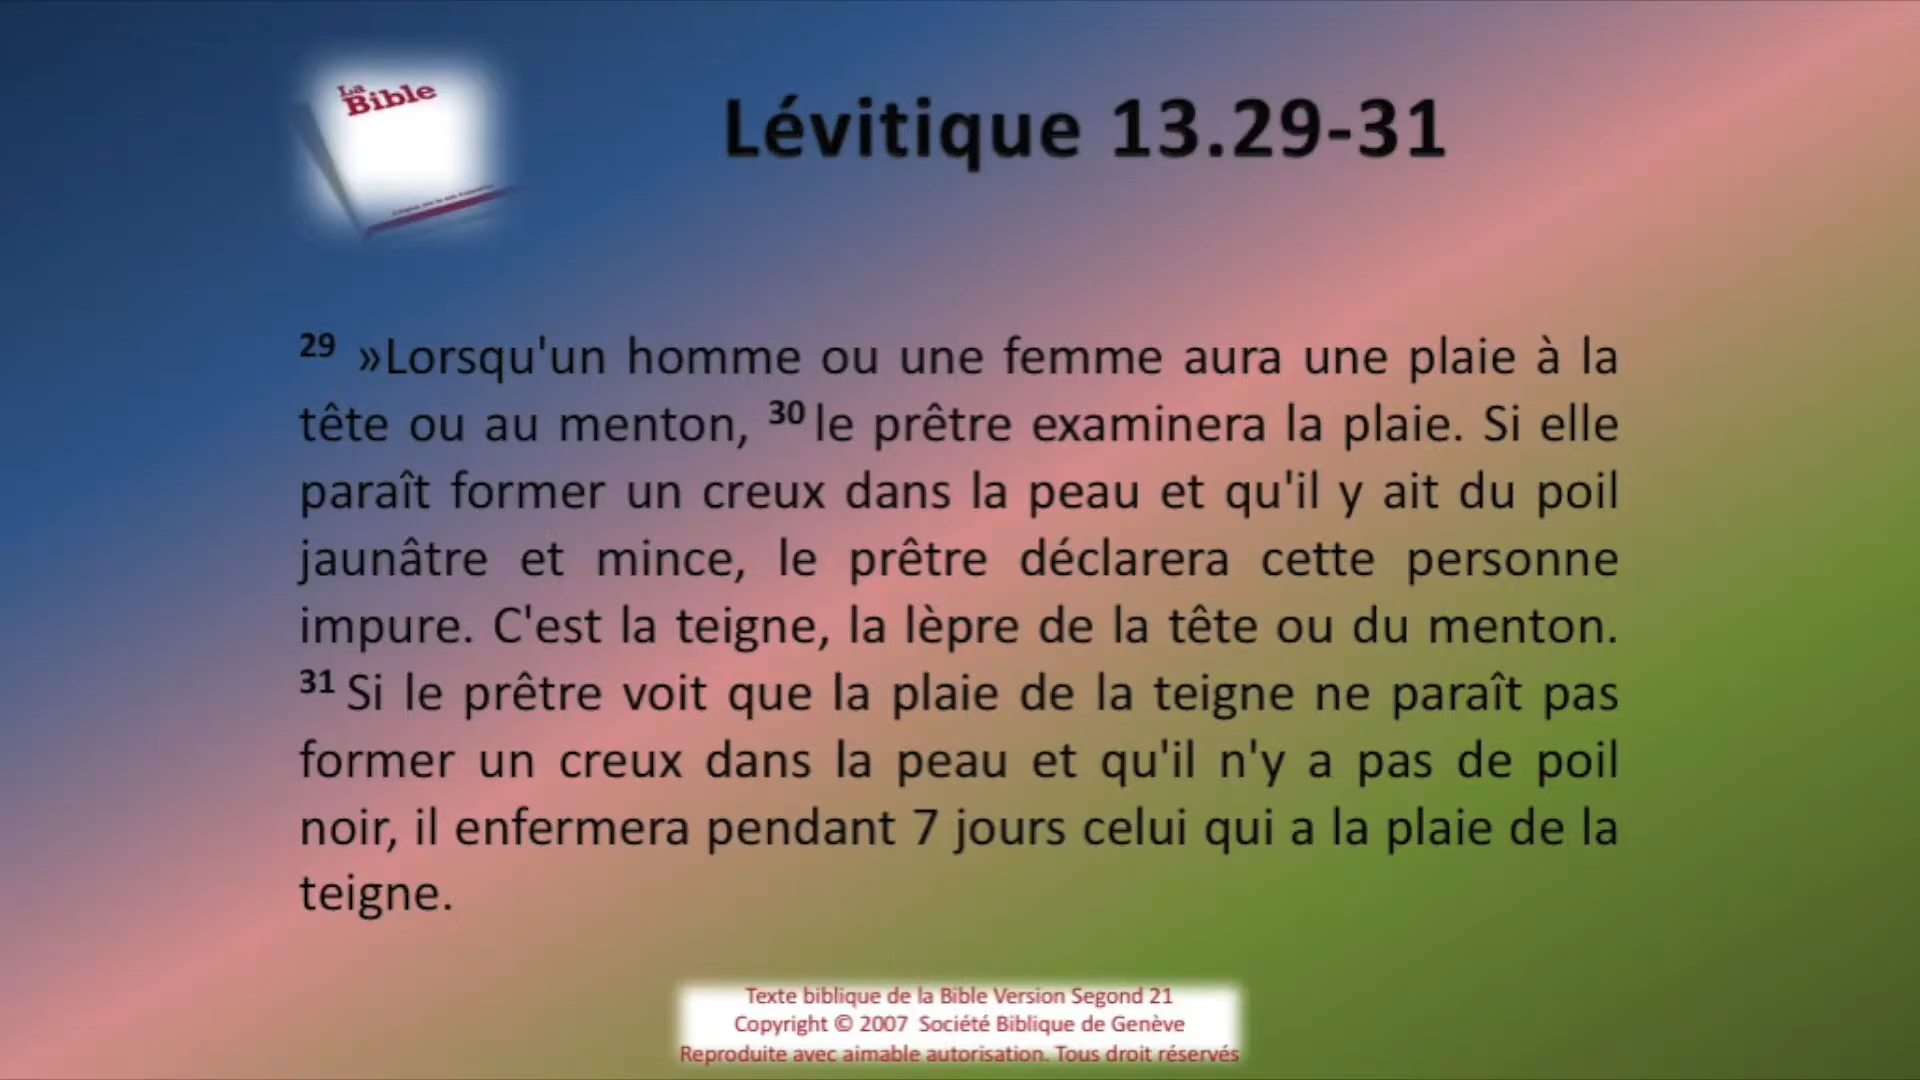 La
Bible
Lévitique 13.29-31
29 »Lorsqu'un homme ou une femme aura une plaie à la
tête ou au menton, 30 le prêtre examinera la plaie. Si elle
paraît former un creux dans la peau et qu'il y ait du poil
jaunâtre et mince, le prêtre déclarera cette personne
impure. C'est la teigne, la lèpre de la tête ou du menton.
31 Si le prêtre voit que la plaie de la teigne ne paraît pas
former un creux dans la peau et qu'il n'y a pas de poil
noir, il enfermera pendant 7 jours celui qui a la plaie de la
teigne.
Texte biblique de la Bible Version Segond 21
Copyright © 2007 Société Biblique de Genève
Reproduite avec aimable autorisation. Tous droit réservés